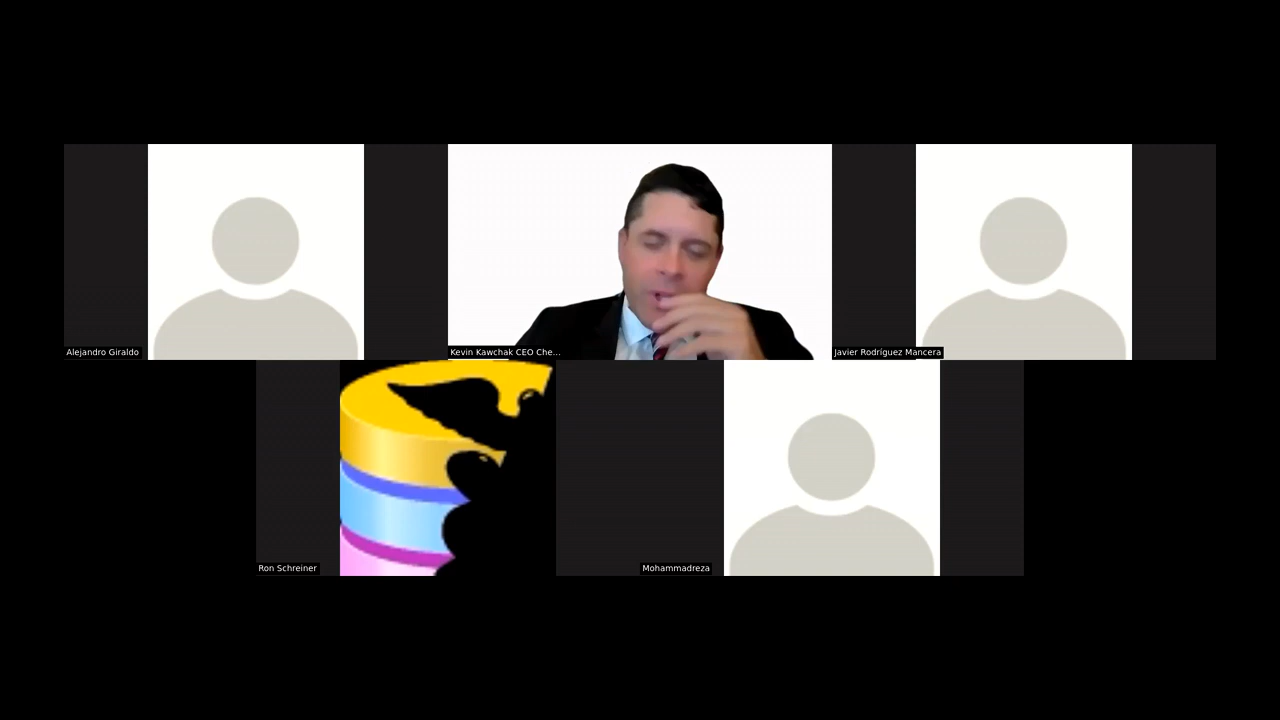 Alejandro Giraldo
Kevin Kawchak CEO Che...
Javier Rodríguez Mancera
Ron Schreiner
Mohammadreza